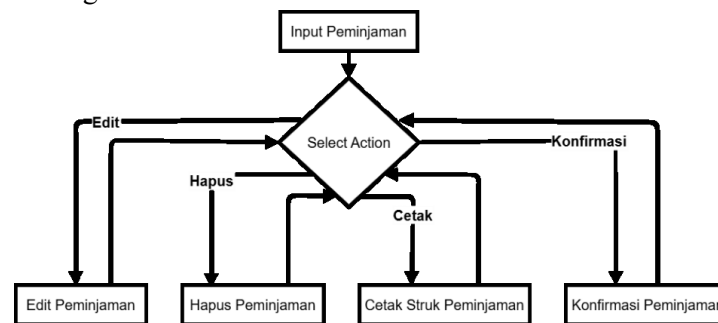 Input Peminjaman
Edit
Select Action
Konfirmasi
Hapus
Cetak
Edit Peminjaman
Hapus Peminjaman
Cetak Struk Peminjaman
Konfirmasi Peminjaman